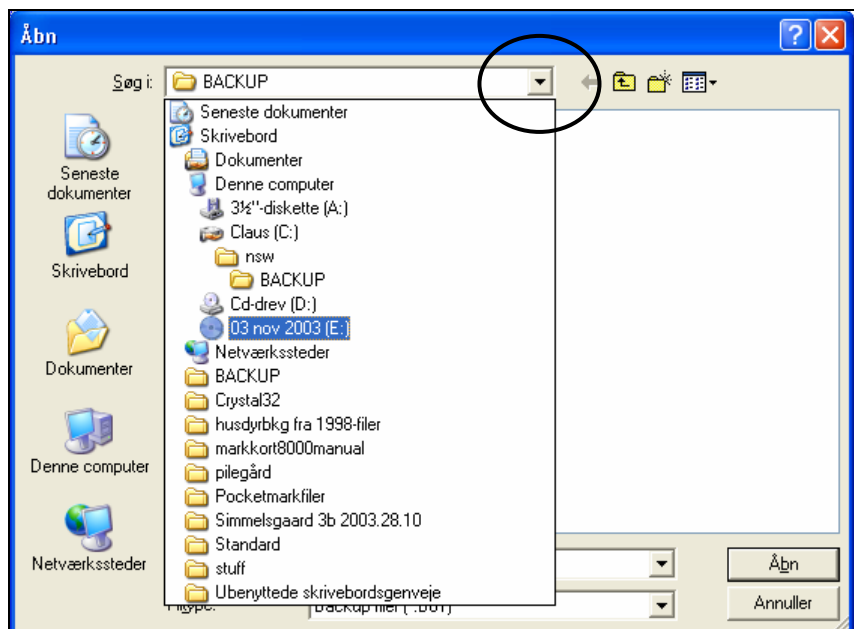 Åbn
Søg i: BACKUP
Seneste dokumenter
Skrivebord
Dokumenter
Denne computer
3½"-diskette (A:)
Claus (C:)
nsw
BACKUP
Cd-drev (D:)
03 nov 2003 (E:)
Netværkssteder
BACKUP
Crystal32
husdyrbkg fra 1998-filer
markkort8000manual
pilegård
Pocketmarkfiler
Simmelsgaard 3b 2003.28.10
Standard
stuff
Ubenyttede skrivebordsgenveje
Seneste
dokumenter
Skrivebord
Dokumenter
Denne computer
Netværkssteder
Åbn
Filtype:
Annuller